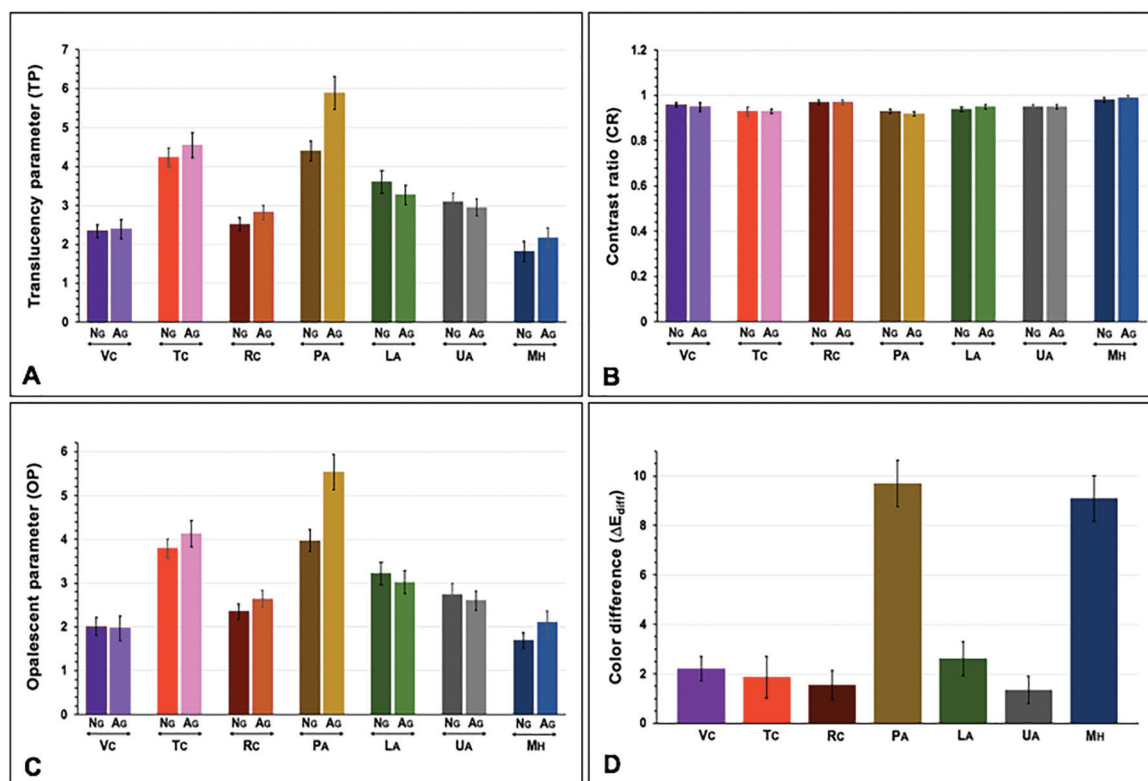 Translucency parameter (TP)
7
6
5
4
3
2
1
0
NG AG NG AG NG AG NG AG NG AG NG AG NG AG
VC TC RC PA LA UA MH
A
Contrast ratio (CR)
1.2
1
0.8
0.6
0.4
0.2
0
NG AG NG AG NG AG NG AG NG AG NG AG NG AG
VC TC RC PA LA UA MH
B
Opalescent parameter (OP)
6
5
4
3
2
1
0
NG AG NG AG NG AG NG AG NG AG NG AG NG AG
VC TC RC PA LA UA MH
C
Color difference (ΔEdiff)
10
8
6
4
2
0
VC TC RC PA LA UA MH
D